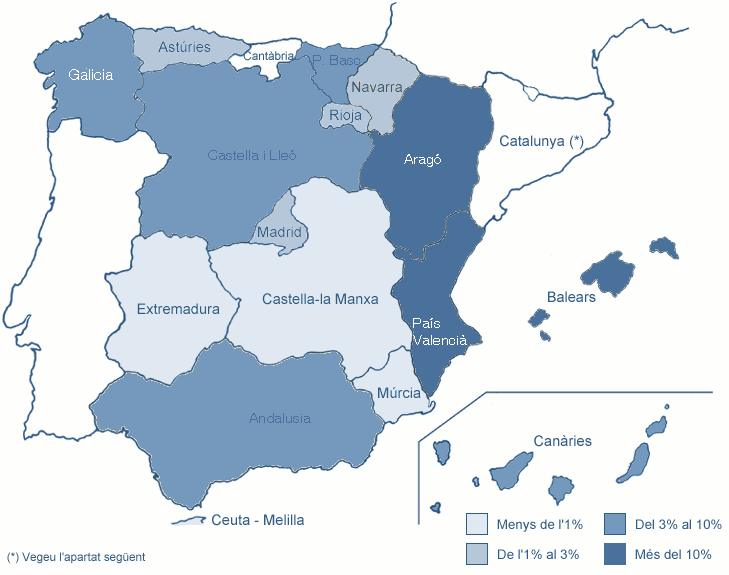 Astúries
Cantàbria
P. Basc
Galicia
Navarra
Rioja
Catalunya (*)
Castella i Lleó
Aragó
Madrid
Balears
Castella-la Manxa
Extremadura
País
Valencià
Múrcia
Andalusia
Canàries
Ceuta - Melilla
Menys de l'1%
Del 3% al 10%
De l'1% al 3%
Més del 10%
(*) Vegeu l'apartat següent